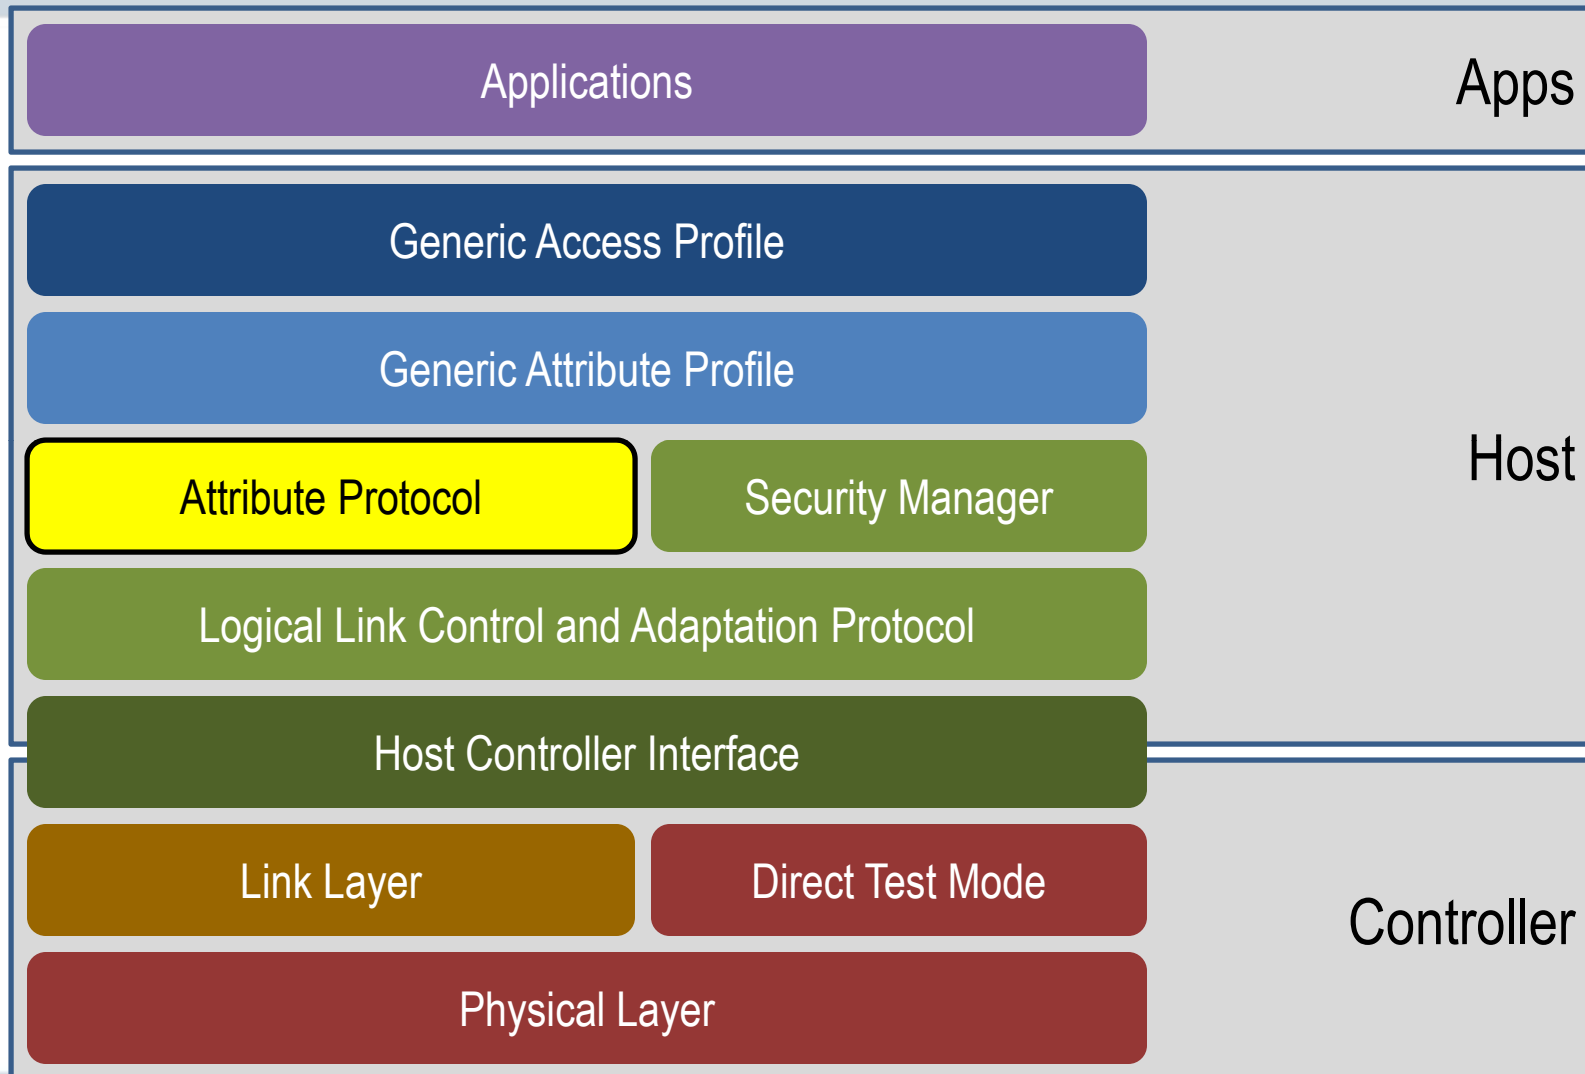 Applications
Apps
Generic Access Profile
Generic Attribute Profile
Attribute Protocol
Security Manager
Host
Logical Link Control and Adaptation Protocol
Host Controller Interface
Link Layer
Direct Test Mode
Controller
Physical Layer